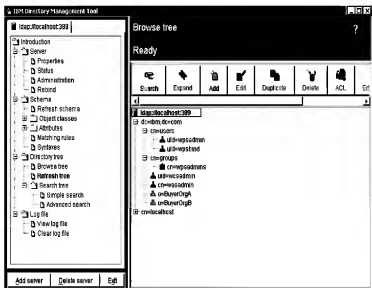 IBM Directory Management Tool
ldap://localhost:389
Introduction
Server
Properties
Status
Administration
Rebind
Schema
Refresh schema
Object classes
Attributes
Matching rules
Syntaxes
Directory tree
Browse tree
Refresh tree
Search tree
Simple search
Advanced search
Log file
View log file
Clear log file
Add server
Delete server
Exit
Browse tree
?
Ready
Search
Expand
Add
Edit
Duplicate
Delete
ACL
Ed
ldap://localhost:389
dc=ibm,dc=com
cn=users
uid=wpsadmin
uid=wpsbind
cn=groups
cn=wpsadmins
uid=wcsadmin
cn=wasadmin
o=BuyerOrgA
o=BuyerOrgB
cn=localhost